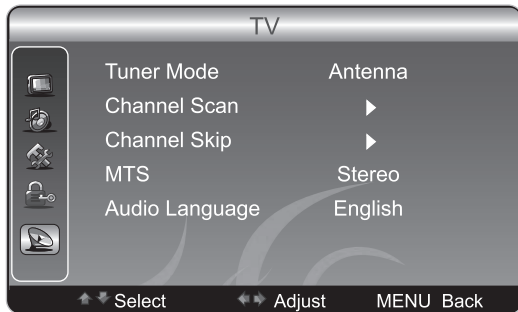 TV
Tuner Mode Antenna
Channel Scan
Channel Skip
MTS Stereo
Audio Language English
Select Adjust MENU Back